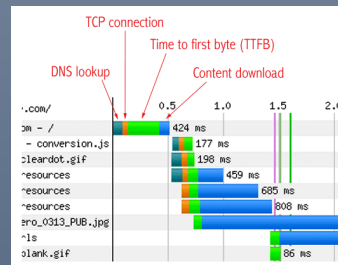 TCP connection
Time to first byte (TTFB)
DNS lookup
Content download
.com/ 0.5 1.0 1.5 2.0
om - / 424 ms
- conversion.js 177 ms
cleardot.gif 198 ms
resources 459 ms
resources 685 ms
resources 808 ms
ero_0313_PUB.jpg
rls
blank.gif 86 ms